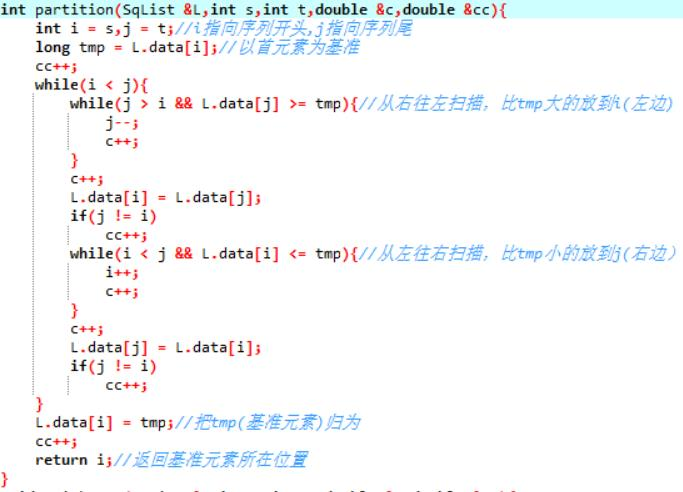 int partition(SqList &L,int s,int t,double &c,double &cc){
int i = s,j = t;//i指向序列开头,j指向序列尾
long tmp = L.data[i];//以首元素为基准
cc++;
while(i < j){
while(j > i && L.data[j] >= tmp){//从右往左扫描，比tmp大的放到i(左边)
j--;
c++;
}
c++;
L.data[i] = L.data[j];
if(j != i)
cc++;
while(i < j && L.data[i] <= tmp){//从左往右扫描，比tmp小的放到j(右边）
i++;
c++;
}
c++;
L.data[j] = L.data[i];
if(j != i)
cc++;
}
L.data[i] = tmp;//把tmp(基准元素)归为
cc++;
return i;//返回基准元素所在位置
}